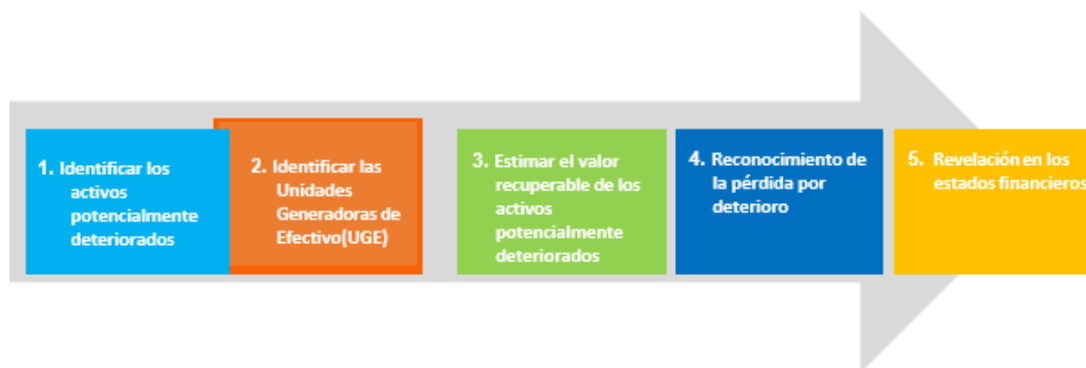 1. Identificar los
activos
potencialmente
deteriorados
2. Identificar las
Unidades
Generadoras de
Efectivo(UGE)
3. Estimar el valor
recuperable de los
activos
potencialmente
deteriorados
4. Reconocimiento de
la pérdida por
deterioro
5. Revelación en los
estados financieros